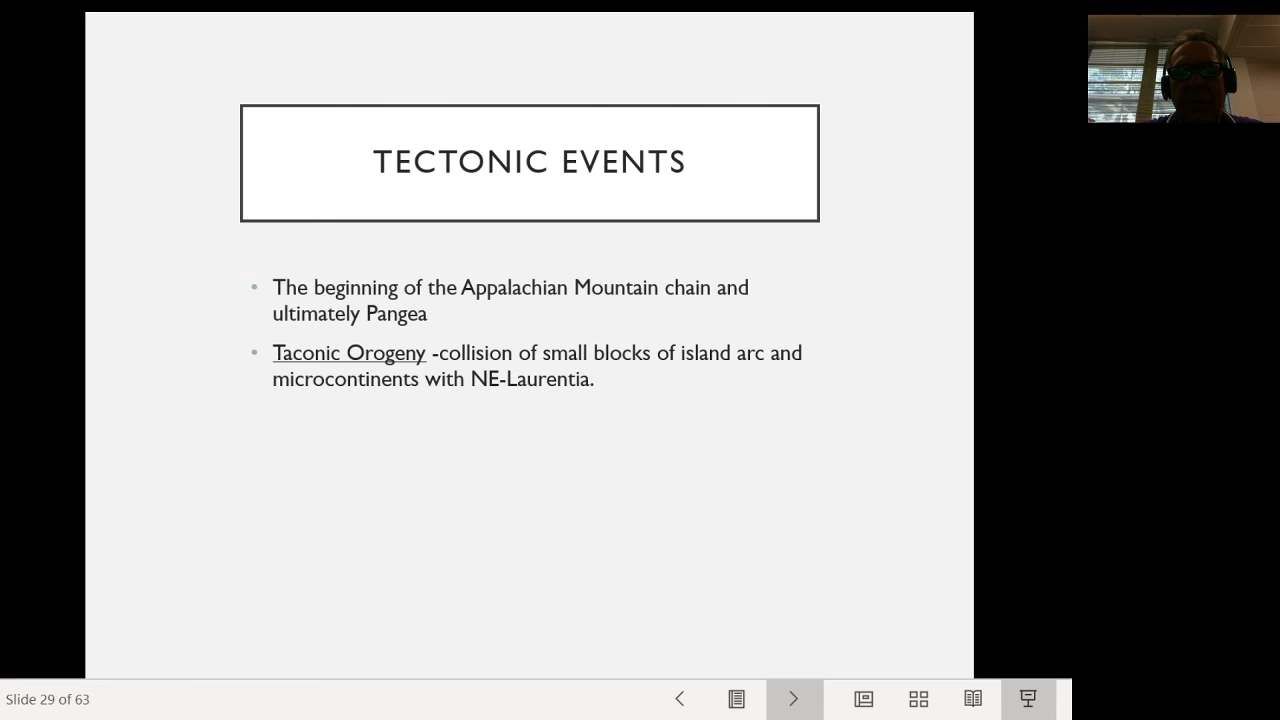 TECTONIC EVENTS
• The beginning of the Appalachian Mountain chain and
ultimately Pangea
• Taconic Orogeny -collision of small blocks of island arc and
microcontinents with NE-Laurentia.
Slide 29 of 63